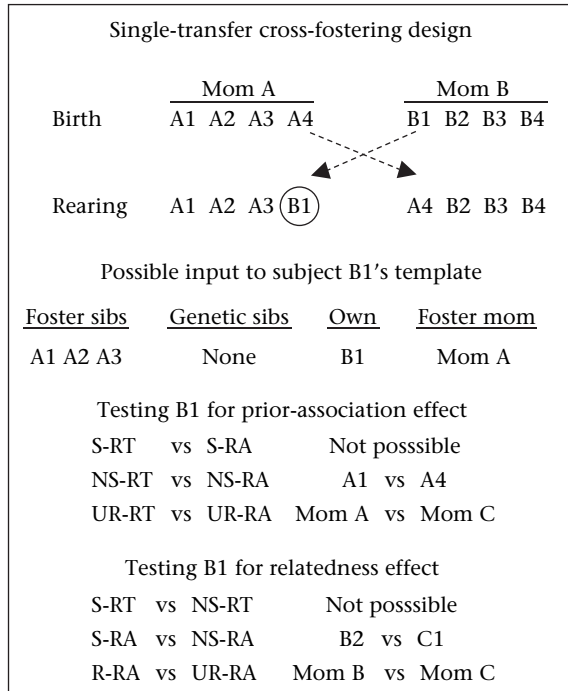 Single-transfer cross-fostering design
Mom A Mom B
Birth A1 A2 A3 A4 B1 B2 B3 B4
Rearing A1 A2 A3 B1 A4 B2 B3 B4
Possible input to subject B1's template
Foster sibs Genetic sibs Own Foster mom
A1 A2 A3 None B1 Mom A
Testing B1 for prior-association effect
S-RT vs S-RA Not posssible
NS-RT vs NS-RA A1 vs A4
UR-RT vs UR-RA Mom A vs Mom C
Testing B1 for relatedness effect
S-RT vs NS-RT Not posssible
S-RA vs NS-RA B2 vs C1
R-RA vs UR-RA Mom B vs Mom C